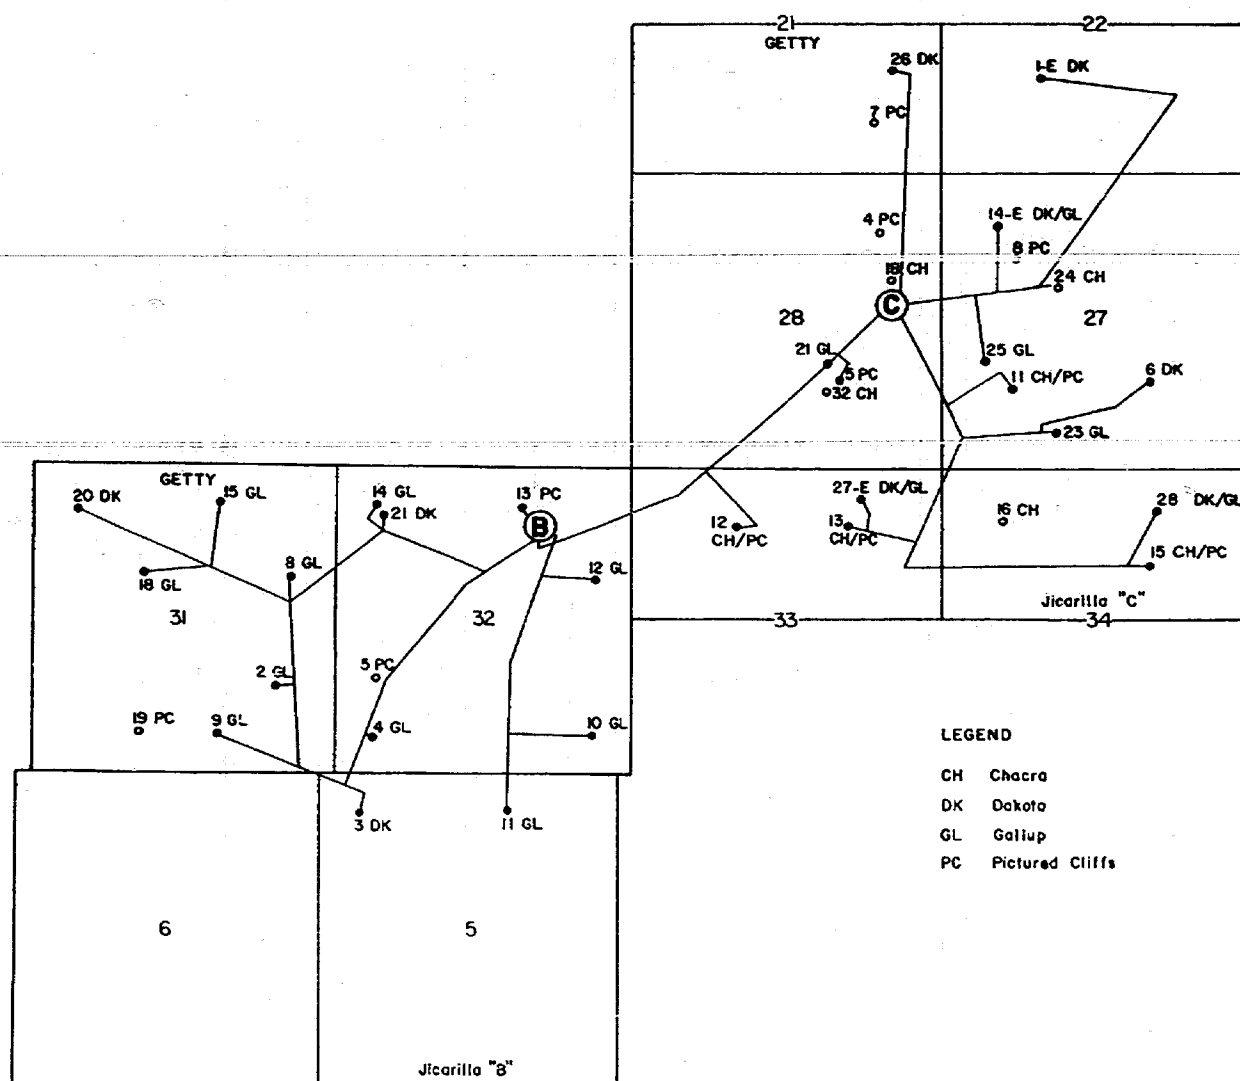 21
22
GETTY
26 DK
1-E DK
7 PC
4 PC
14-E DK/GL
8 PC
18 CH
24 CH
C
28
27
21 GL
25 GL
5 PC
11 CH/PC
6 DK
32 CH
23 GL
GETTY
20 DK
15 GL
14 GL
21 DK
13 PC
B
27-E DK/GL
16 CH
28 DK/GL
12
CH/PC
13
CH/PC
15 CH/PC
18 GL
8 GL
12 GL
31
32
Jicarilla "C"
33
34
2 GL
5 PC
19 PC
9 GL
4 GL
10 GL
3 DK
11 GL
LEGEND
CH Chacra
DK Dakota
GL Gallup
PC Pictured Cliffs
6
5
Jicarilla "B"